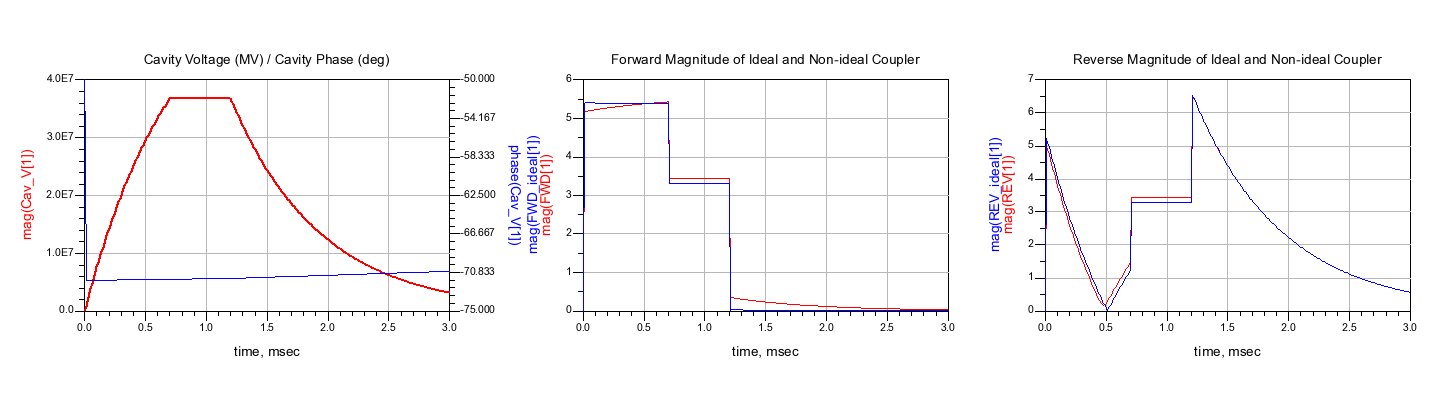 Cavity Voltage (MV) / Cavity Phase (deg)
4.0E7
3.0E7
2.0E7
1.0E7
0.0
mag(Cav_V[1])
-50.000
-54.167
-58.333
-62.500
-66.667
-70.833
-75.000
phase(Cav_V[1])
0.0 0.5 1.0 1.5 2.0 2.5 3.0
time, msec
Forward Magnitude of Ideal and Non-ideal Coupler
6
5
4
3
2
1
0
mag(FWD_ideal[1])
mag(FWD[1])
0.0 0.5 1.0 1.5 2.0 2.5 3.0
time, msec
Reverse Magnitude of Ideal and Non-ideal Coupler
7
6
5
4
3
2
1
0
mag(REV_ideal[1])
mag(REV[1])
0.0 0.5 1.0 1.5 2.0 2.5 3.0
time, msec